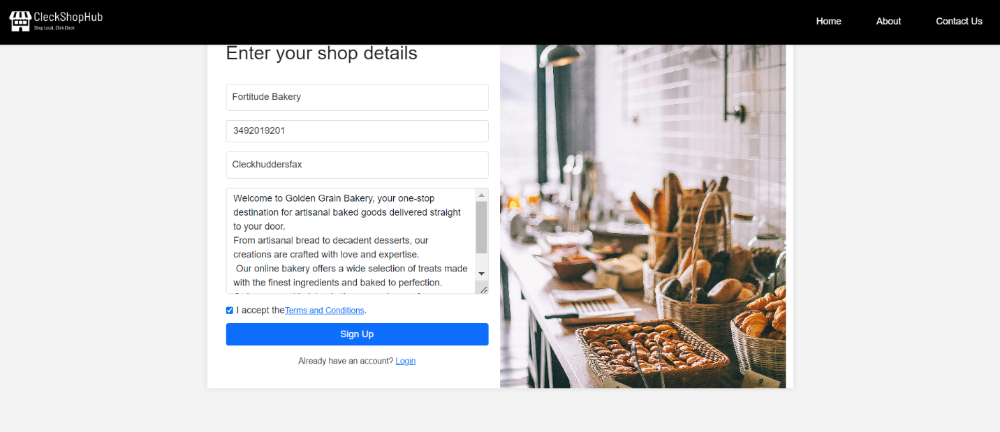 CleckShopHub
Shop Local, Click Cleck
Home
About
Contact Us
Enter your shop details
Fortitude Bakery
3492019201
Cleckhuddersfax
Welcome to Golden Grain Bakery, your one-stop
destination for artisanal baked goods delivered straight
to your door.
From artisanal bread to decadent desserts, our
creations are crafted with love and expertise.
Our online bakery offers a wide selection of treats made
with the finest ingredients and baked to perfection.
I accept theTerms and Conditions.
Sign Up
Already have an account? Login